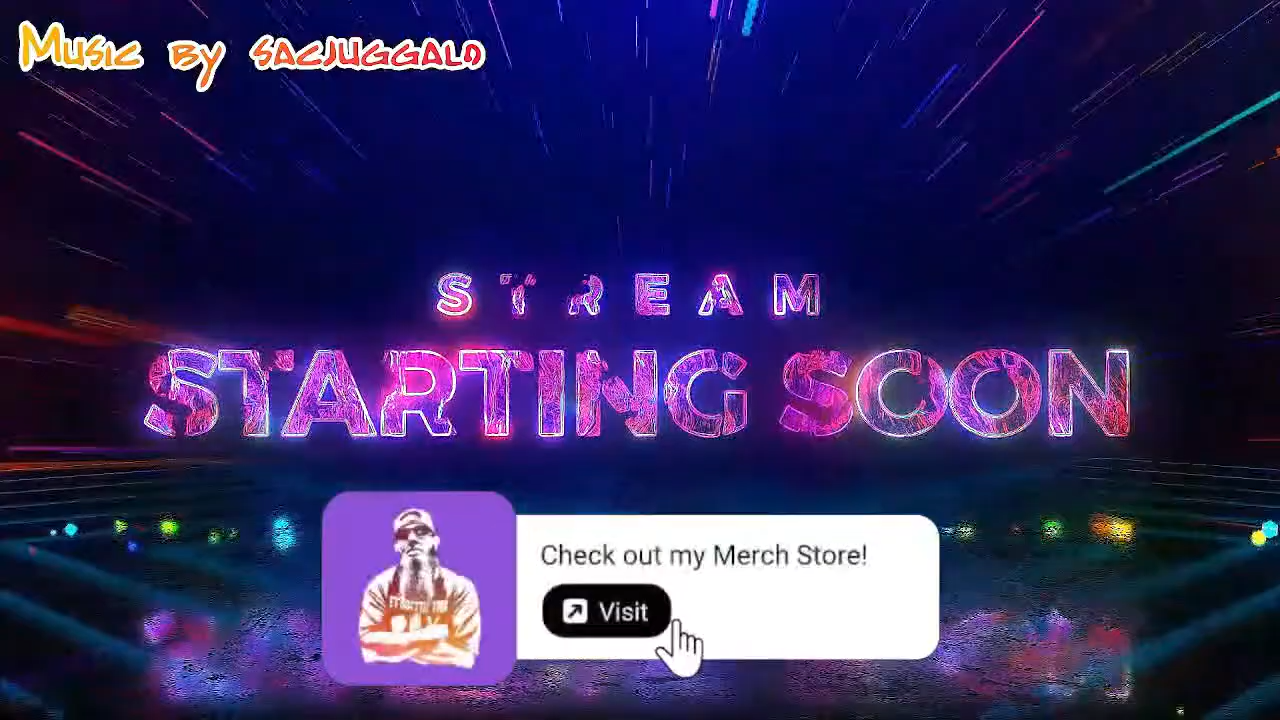 Music by sacjuggalo
STREAM
STARTING SOON
Check out my Merch Store!
Visit